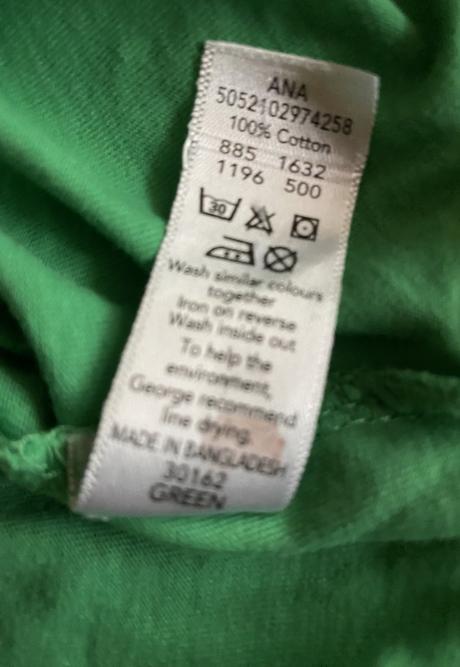 ANA
5052102974258
100% Cotton
885 1632
1196 500
30
Wash similar colours
together
Iron on reverse
Wash inside out
To help the
environment,
George recommend
line drying.
MADE IN BANGLADESH
30162
GREEN